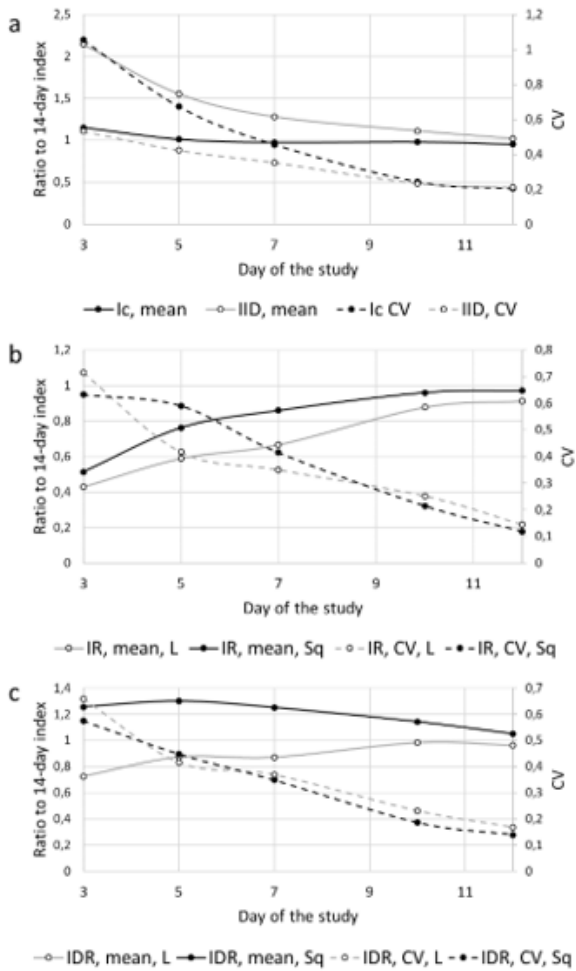 a
2,5
2
1,5
1
0,5
0
Ratio to 14-day index
1,2
1
0,8
0,6
0,4
0,2
0
CV
3 5 7 9 11
Day of the study
Ic, mean IID, mean Ic CV IID, CV
b
1,2
1
0,8
0,6
0,4
0,2
0
Ratio to 14-day index
0,8
0,7
0,6
0,5
0,4
0,3
0,2
0,1
0
CV
3 5 7 9 11
Day of the study
IR, mean, L IR, mean, Sq IR, CV, L IR, CV, Sq
c
1,4
1,2
1
0,8
0,6
0,4
0,2
0
Ratio to 14-day index
0,7
0,6
0,5
0,4
0,3
0,2
0,1
0
CV
3 5 7 9 11
Day of the study
IDR, mean, L IDR, mean, Sq IDR, CV, L IDR, CV, Sq